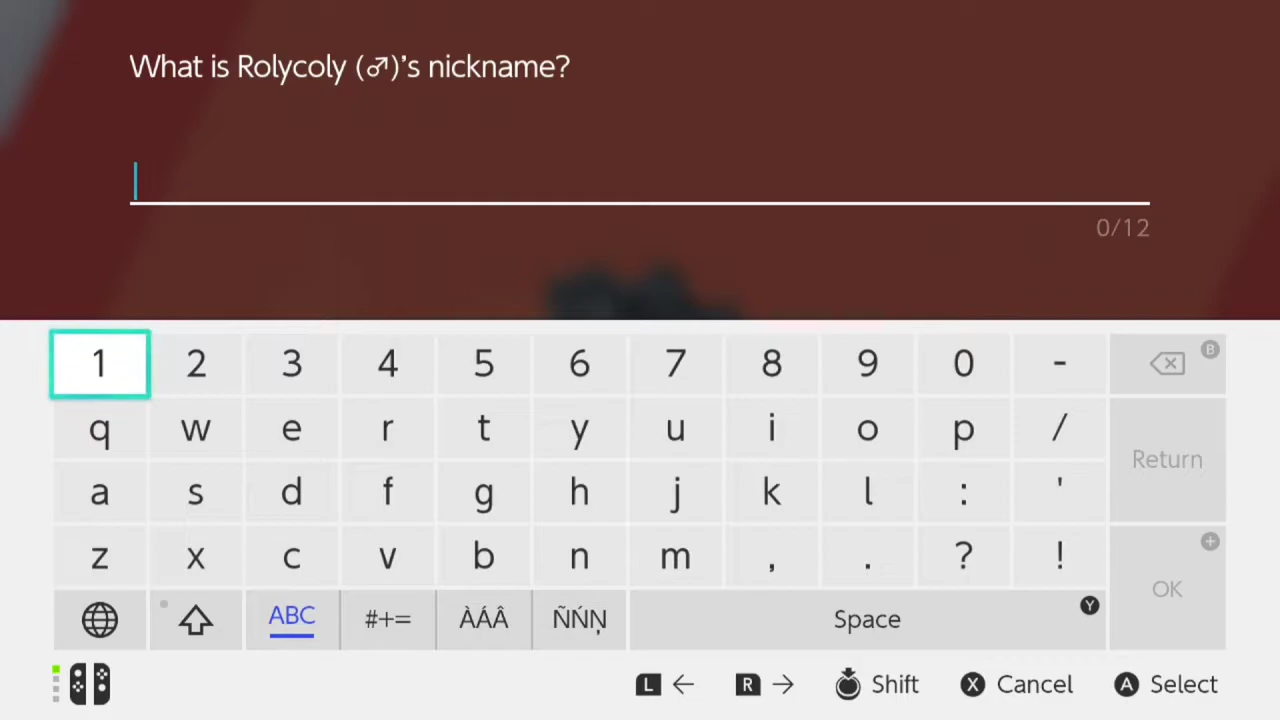 What is Rolycoly (♂)'s nickname?
0/12
1 2 3 4 5 6 7 8 9 0 - B
q w e r t y u i o p /
Return
a s d f g h j k l : '
z x c v b n m , . ? ! +
OK
ABC #+= ÀÁÂ ÑŃŅ Space Y
L ← R → Shift X Cancel A Select